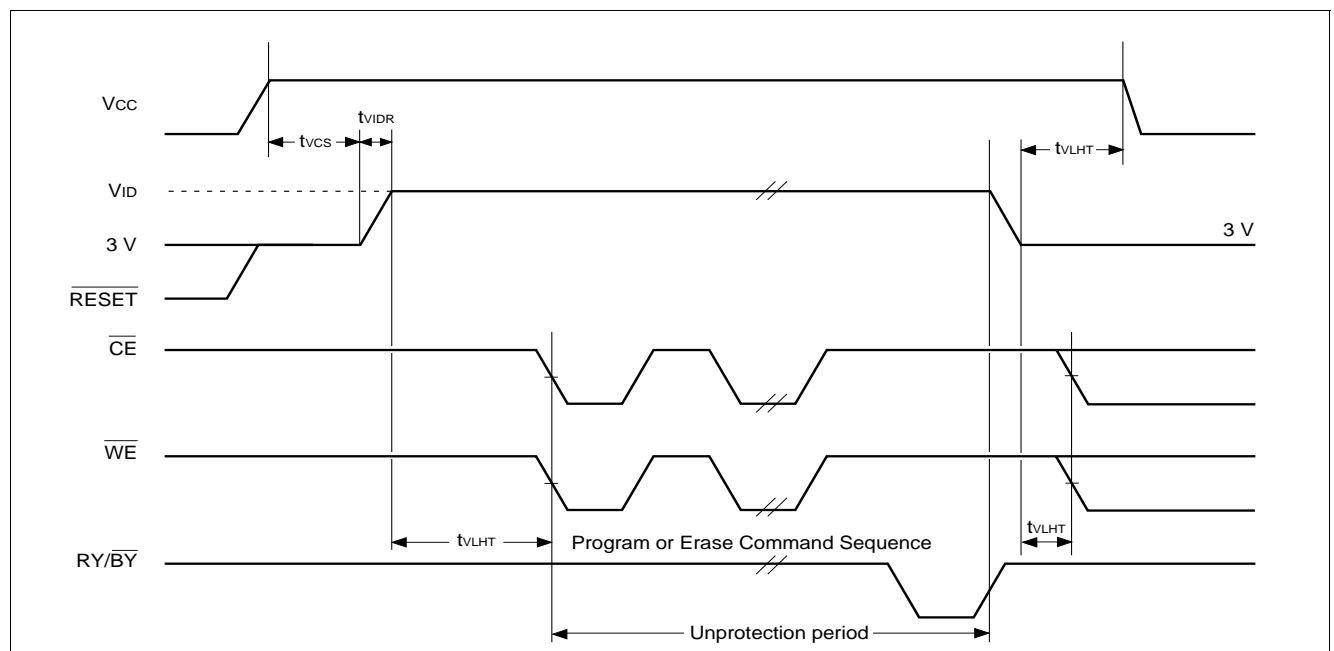 VCC
tVIDR
tVCS
tVLHT
VID
3 V
3 V
RESET
CE
WE
tVLHT
Program or Erase Command Sequence
tVLHT
RY/BY
Unprotection period